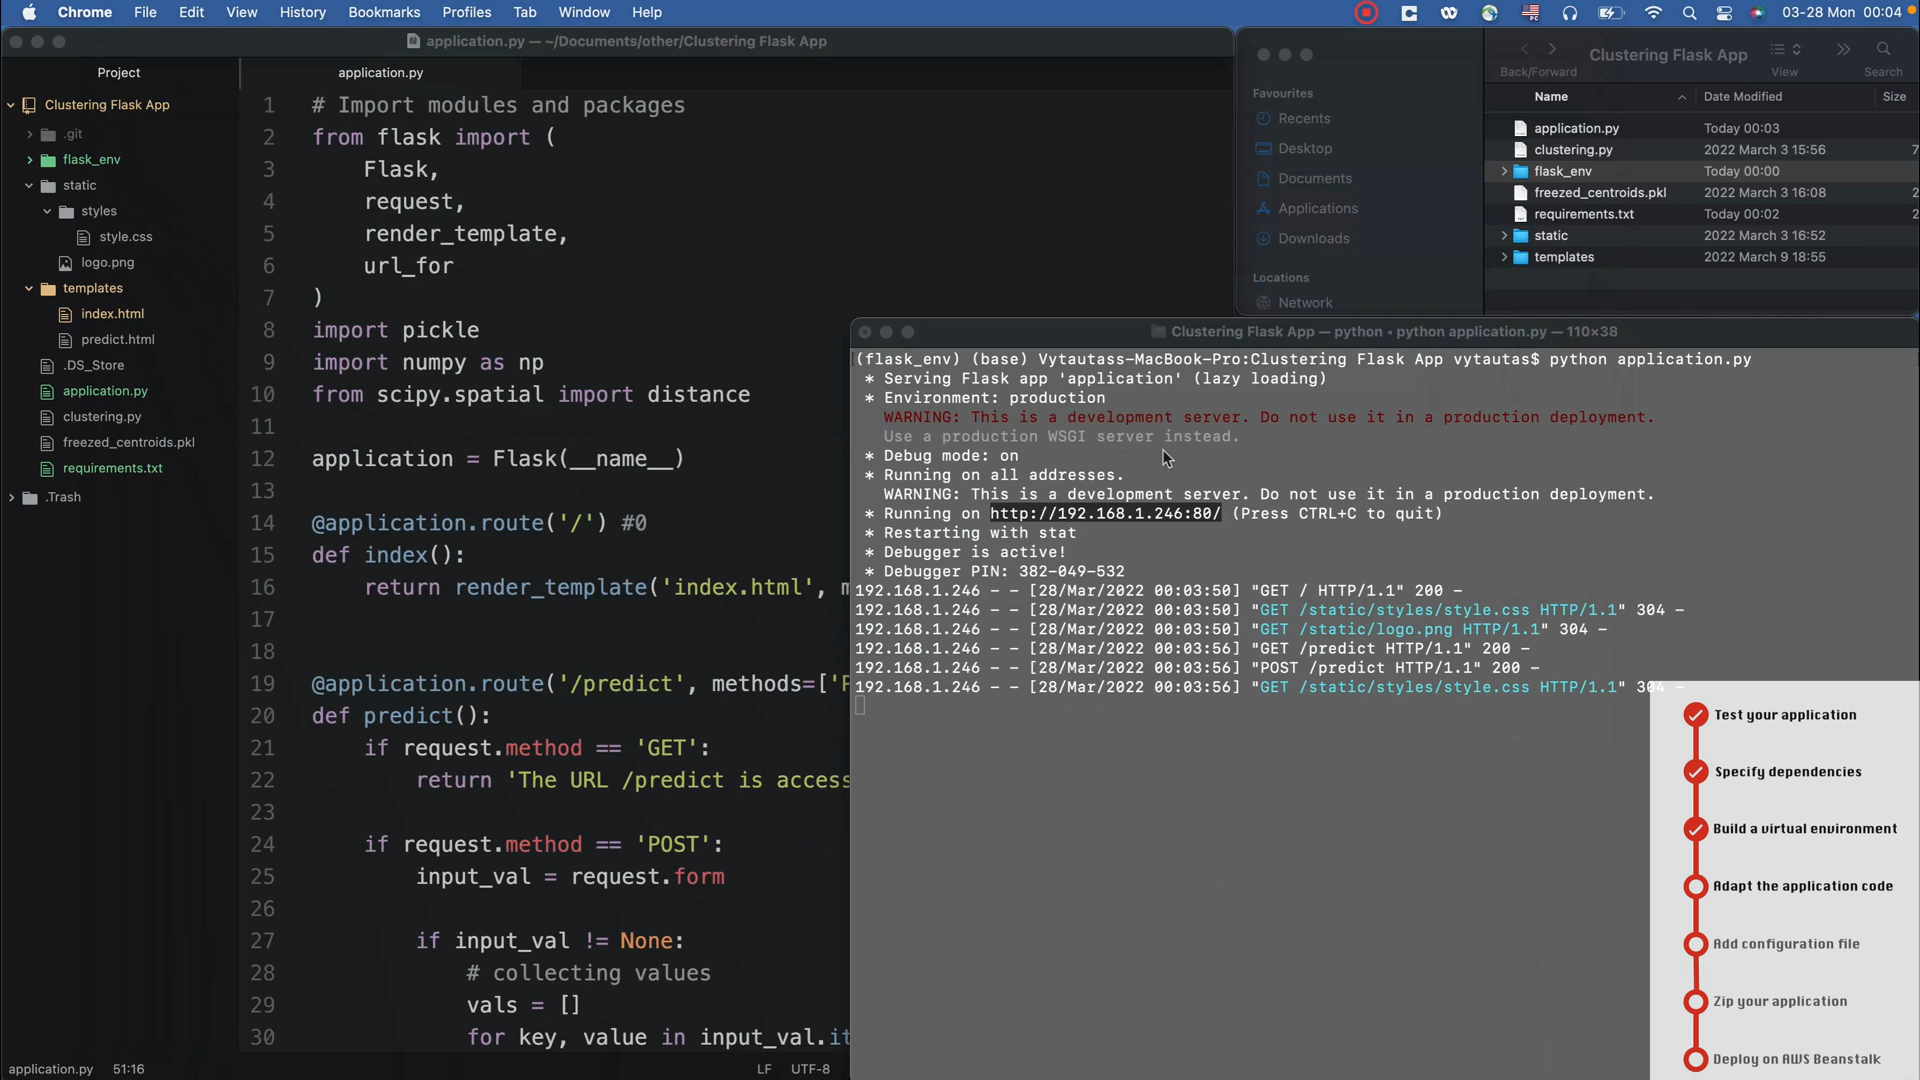 Chrome File Edit View History Bookmarks Profiles Tab Window Help 03-28 Mon 00:04
application.py — ~/Documents/other/Clustering Flask App
Project
application.py
Clustering Flask App
.git
flask_env
static
styles
style.css
logo.png
templates
index.html
predict.html
.DS_Store
application.py
clustering.py
freezed_centroids.pkl
requirements.txt
.Trash
1 # Import modules and packages
2 from flask import (
3 Flask,
4 request,
5 render_template,
6 url_for
7 )
8 import pickle
9 import numpy as np
10 from scipy.spatial import distance
11
12 application = Flask(__name__)
13
14 @application.route('/') #0
15 def index():
16 return render_template('index.html', m
17
18
19 @application.route('/predict', methods=['P
20 def predict():
21 if request.method == 'GET':
22 return 'The URL /predict is access
23
24 if request.method == 'POST':
25 input_val = request.form
26
27 if input_val != None:
28 # collecting values
29 vals = []
30 for key, value in input_val.it
application.py 51:16 LF UTF-8
Clustering Flask App
Back/Forward View Search
Favourites
Recents
Desktop
Documents
Applications
Downloads
Locations
Network
Name Date Modified Size
application.py Today 00:03
clustering.py 2022 March 3 15:56 7
flask_env Today 00:00
freezed_centroids.pkl 2022 March 3 16:08 2
requirements.txt Today 00:02 2
static 2022 March 3 16:52
templates 2022 March 9 18:55
Clustering Flask App — python ◂ python application.py — 110×38
(flask_env) (base) Vytautass-MacBook-Pro:Clustering Flask App vytautas$ python application.py
* Serving Flask app 'application' (lazy loading)
* Environment: production
WARNING: This is a development server. Do not use it in a production deployment.
Use a production WSGI server instead.
* Debug mode: on
* Running on all addresses.
WARNING: This is a development server. Do not use it in a production deployment.
* Running on http://192.168.1.246:80/ (Press CTRL+C to quit)
* Restarting with stat
* Debugger is active!
* Debugger PIN: 382-049-532
192.168.1.246 - - [28/Mar/2022 00:03:50] "GET / HTTP/1.1" 200 -
192.168.1.246 - - [28/Mar/2022 00:03:50] "GET /static/styles/style.css HTTP/1.1" 304 -
192.168.1.246 - - [28/Mar/2022 00:03:50] "GET /static/logo.png HTTP/1.1" 304 -
192.168.1.246 - - [28/Mar/2022 00:03:56] "GET /predict HTTP/1.1" 200 -
192.168.1.246 - - [28/Mar/2022 00:03:56] "POST /predict HTTP/1.1" 200 -
192.168.1.246 - - [28/Mar/2022 00:03:56] "GET /static/styles/style.css HTTP/1.1" 304 -
Test your application
Specify dependencies
Build a virtual environment
Adapt the application code
Add configuration file
Zip your application
Deploy on AWS Beanstalk